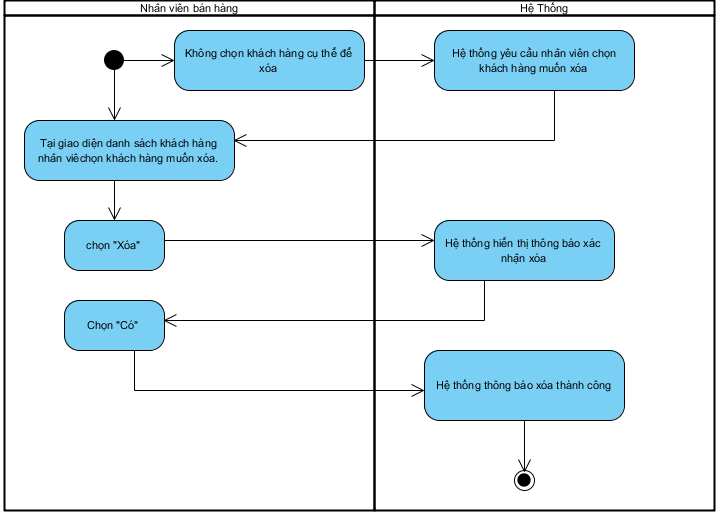 Nhân viên bán hàng
Hệ Thống
Không chọn khách hàng cụ thể để
xóa
Hệ thống yêu cầu nhân viên chọn
khách hàng muốn xóa
Tại giao diện danh sách khách hàng
nhân viêchọn khách hàng muốn xóa.
chọn "Xóa"
Hệ thống hiển thị thông báo xác
nhận xóa
Chọn "Có"
Hệ thống thông báo xóa thành công